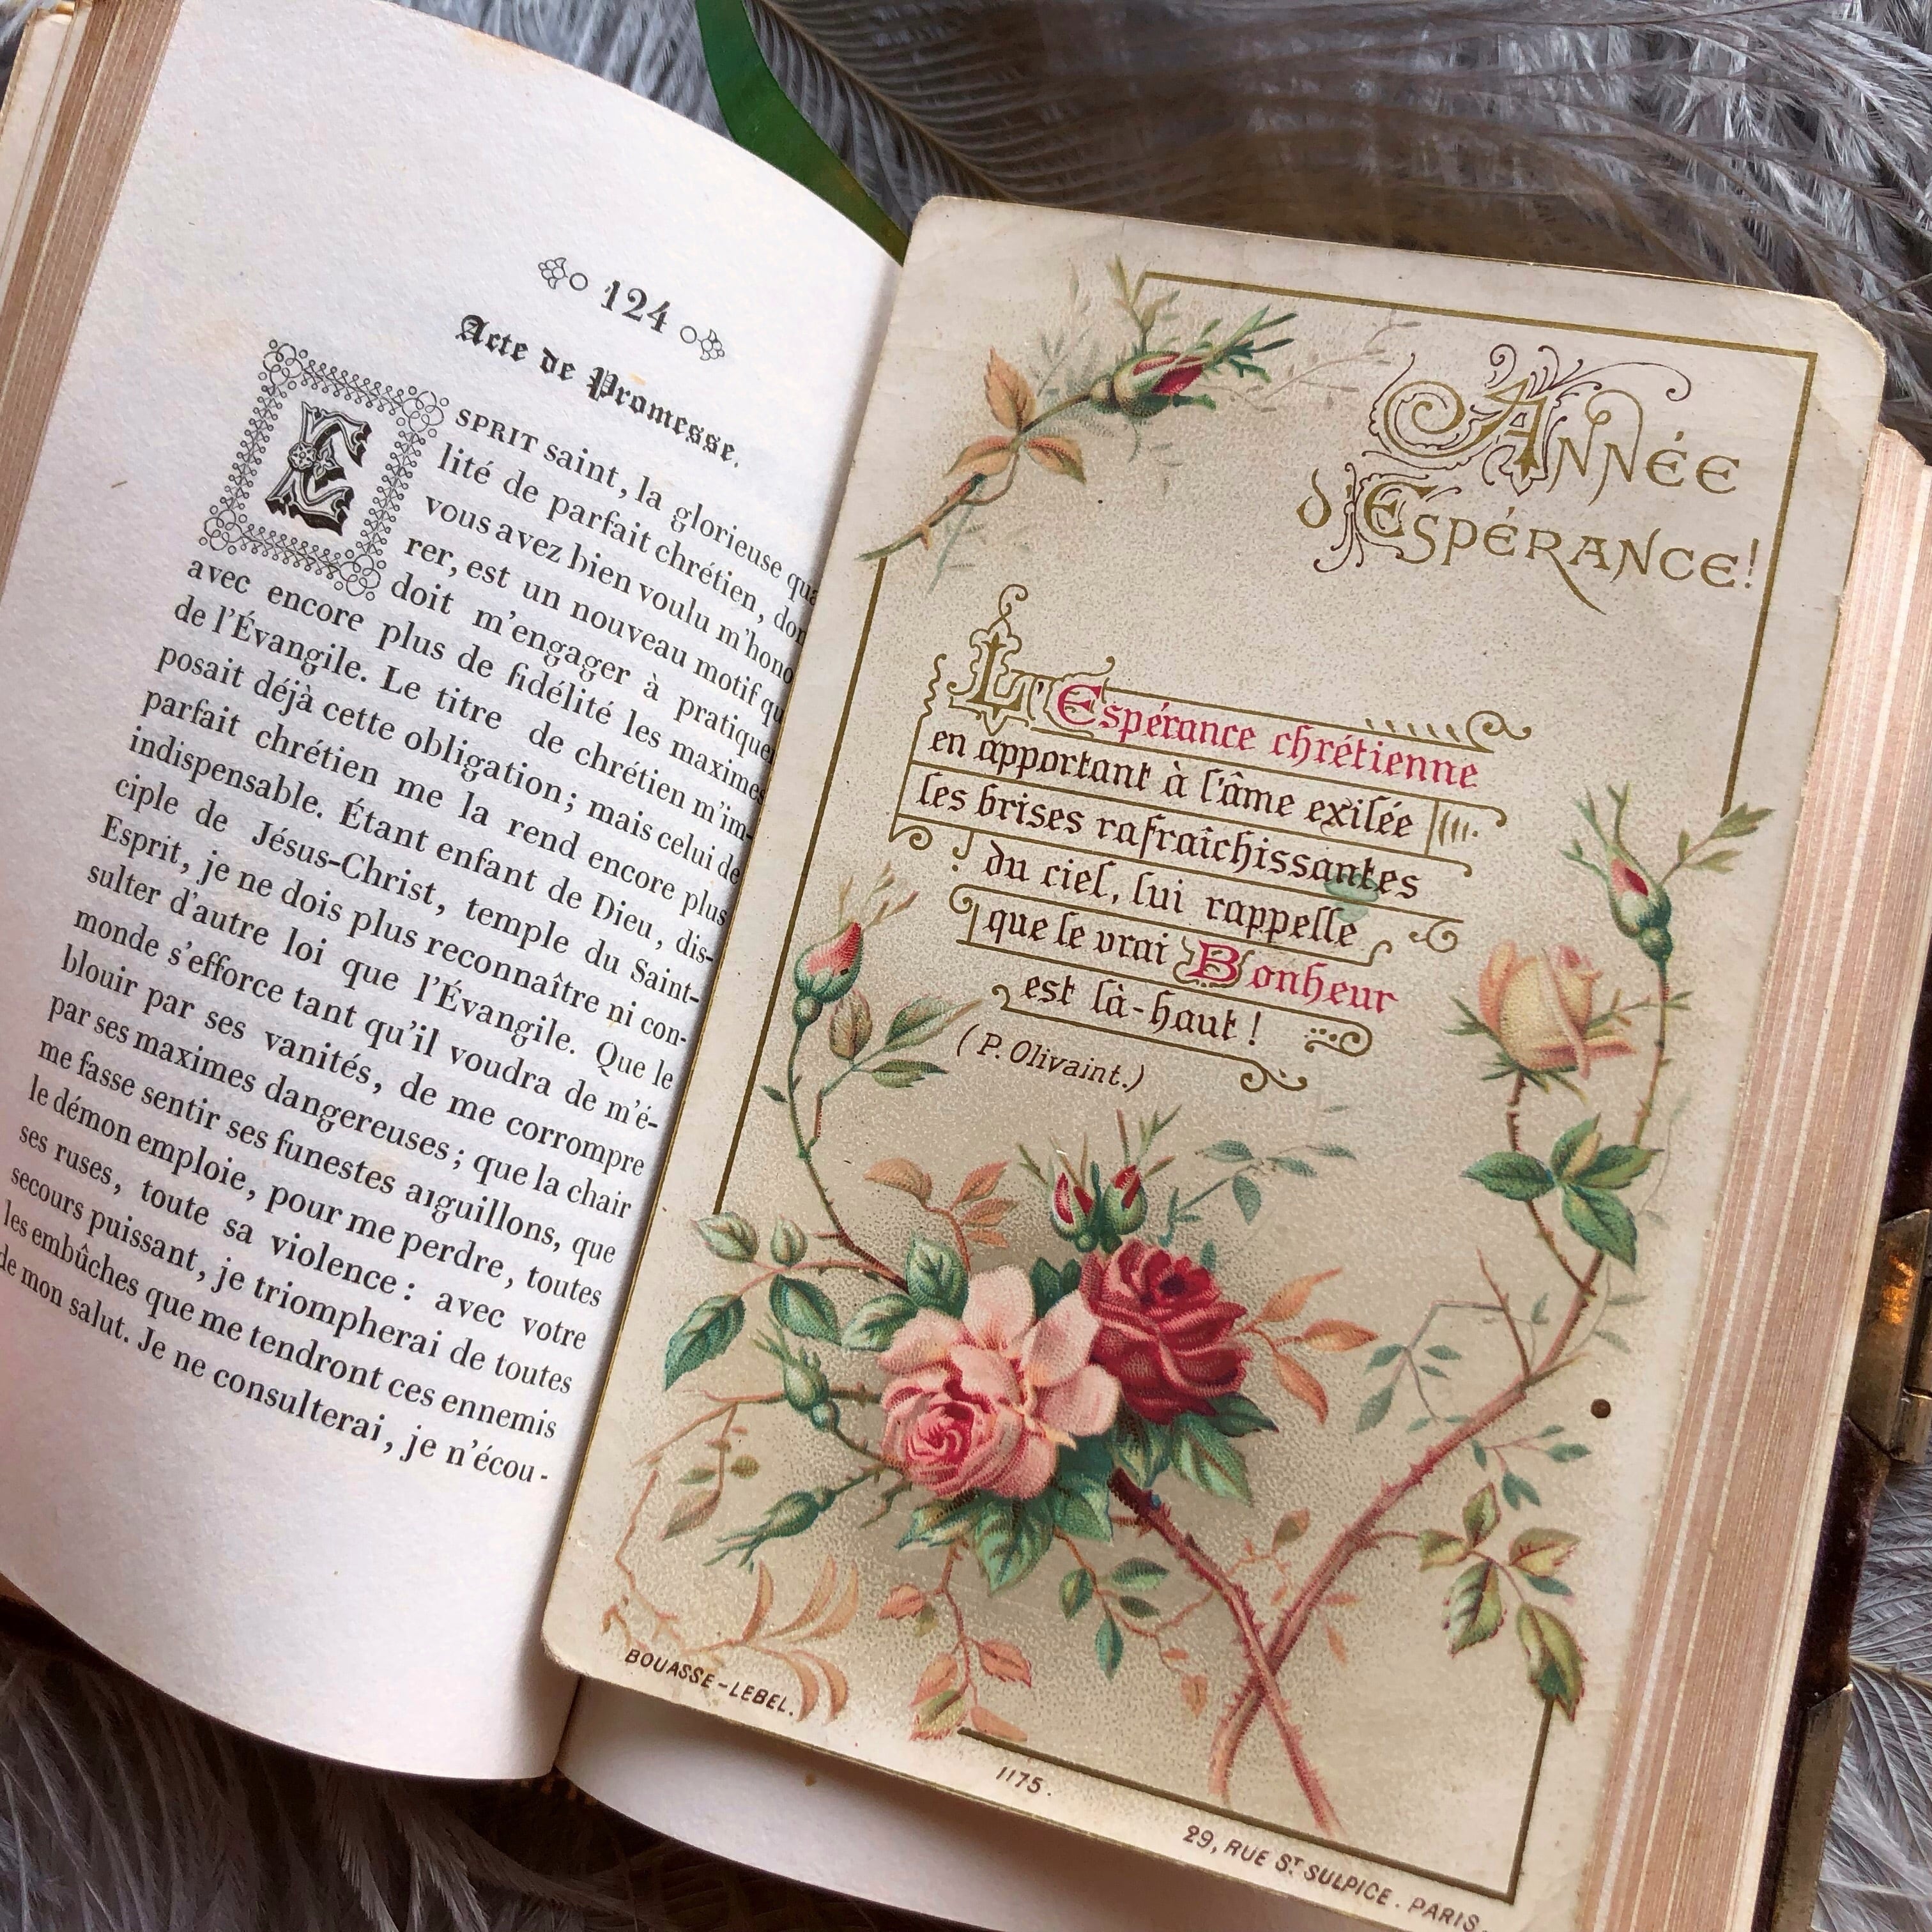 124
Acte de Promesse.
ESPRIT saint, la glorieuse qua
lité de parfait chrétien, don
vous avez bien voulu m'hono
rer, est un nouveau motif qu
doit m'engager à pratiquer
avec encore plus de fidélité les maximes
de l'Évangile. Le titre de chrétien m'im-
posait déjà cette obligation; mais celui de
parfait chrétien me la rend encore plus
indispensable. Étant enfant de Dieu, dis-
ciple de Jésus-Christ, temple du Saint-
Esprit, je ne dois plus reconnaître ni con-
sulter d'autre loi que l'Évangile. Que le
monde s'efforce tant qu'il voudra de m'é-
blouir par ses vanités, de me corrompre
par ses maximes dangereuses; que la chair
me fasse sentir ses funestes aiguillons, que
le démon emploie, pour me perdre, toutes
ses ruses, toute sa violence: avec votre
secours puissant, je triompherai de toutes
les embûches que me tendront ces ennemis
de mon salut. Je ne consulterai, je n'écou-
ANNÉE
d'ESPÉRANCE!
L'Espérance chrétienne
en apportant à l'âme exilée
les brises rafraîchissantes
du ciel, lui rappelle
que le vrai Bonheur
est là-haut!
(P. Olivaint.)
BOUASSE-LEBEL.
1175.
29, RUE ST SULPICE. PARIS.